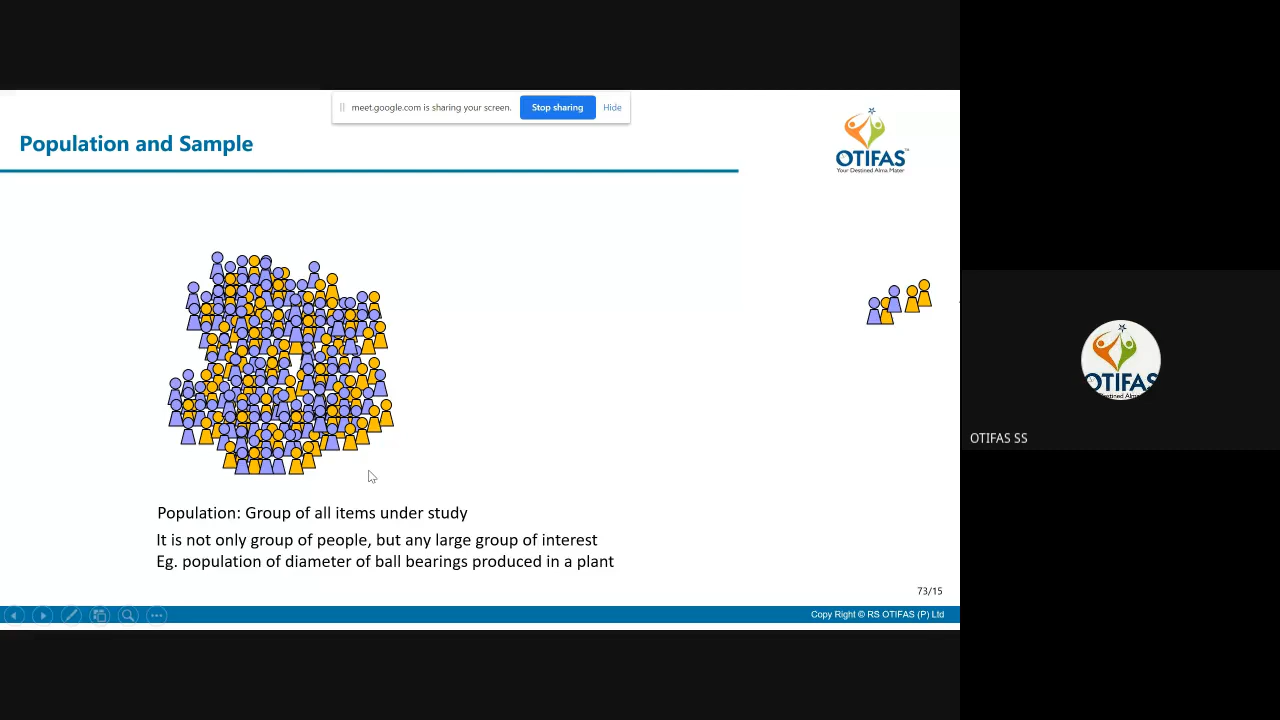 meet.google.com is sharing your screen.
Stop sharing
Hide
Population and Sample
OTIFAS™
Your Destined Alma Mater
Population: Group of all items under study
It is not only group of people, but any large group of interest
Eg. population of diameter of ball bearings produced in a plant
73/15
Copy Right © RS OTIFAS (P) Ltd
OTIFAS
Destined Alma
OTIFAS SS